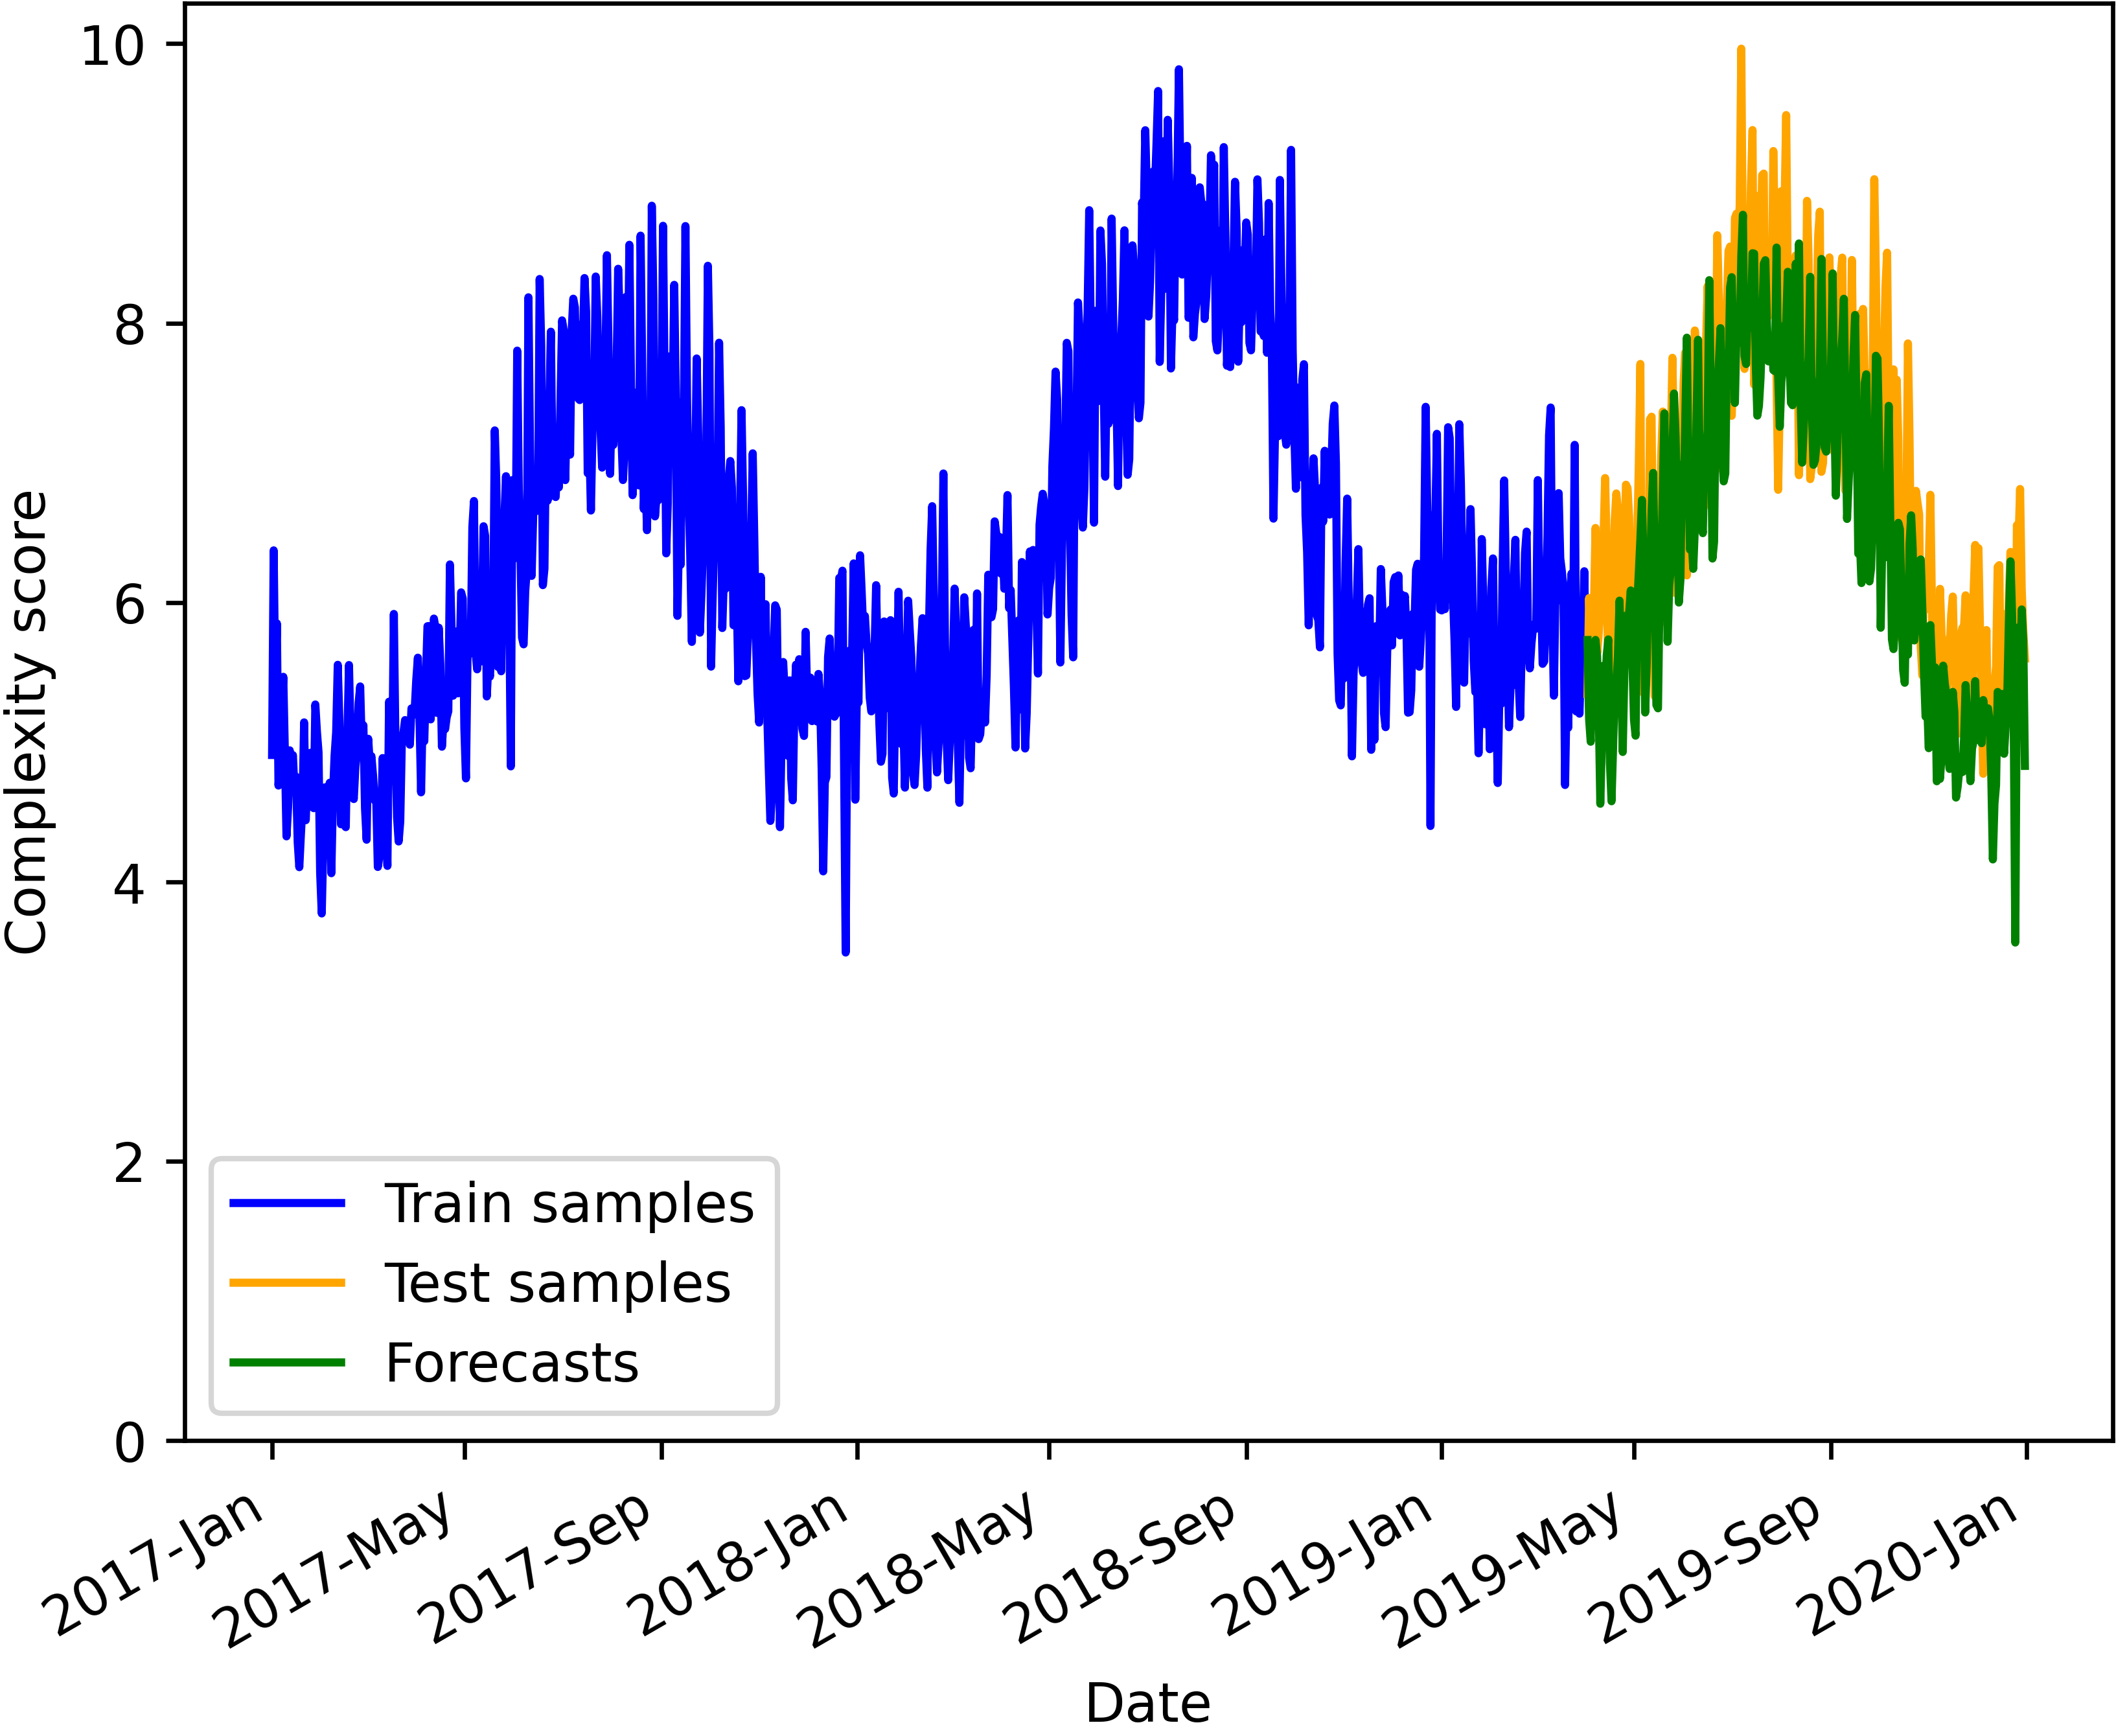 Complexity score
10
8
6
4
2
0
Train samples
Test samples
Forecasts
2017-Jan
2017-May
2017-Sep
2018-Jan
2018-May
2018-Sep
2019-Jan
2019-May
2019-Sep
2020-Jan
Date